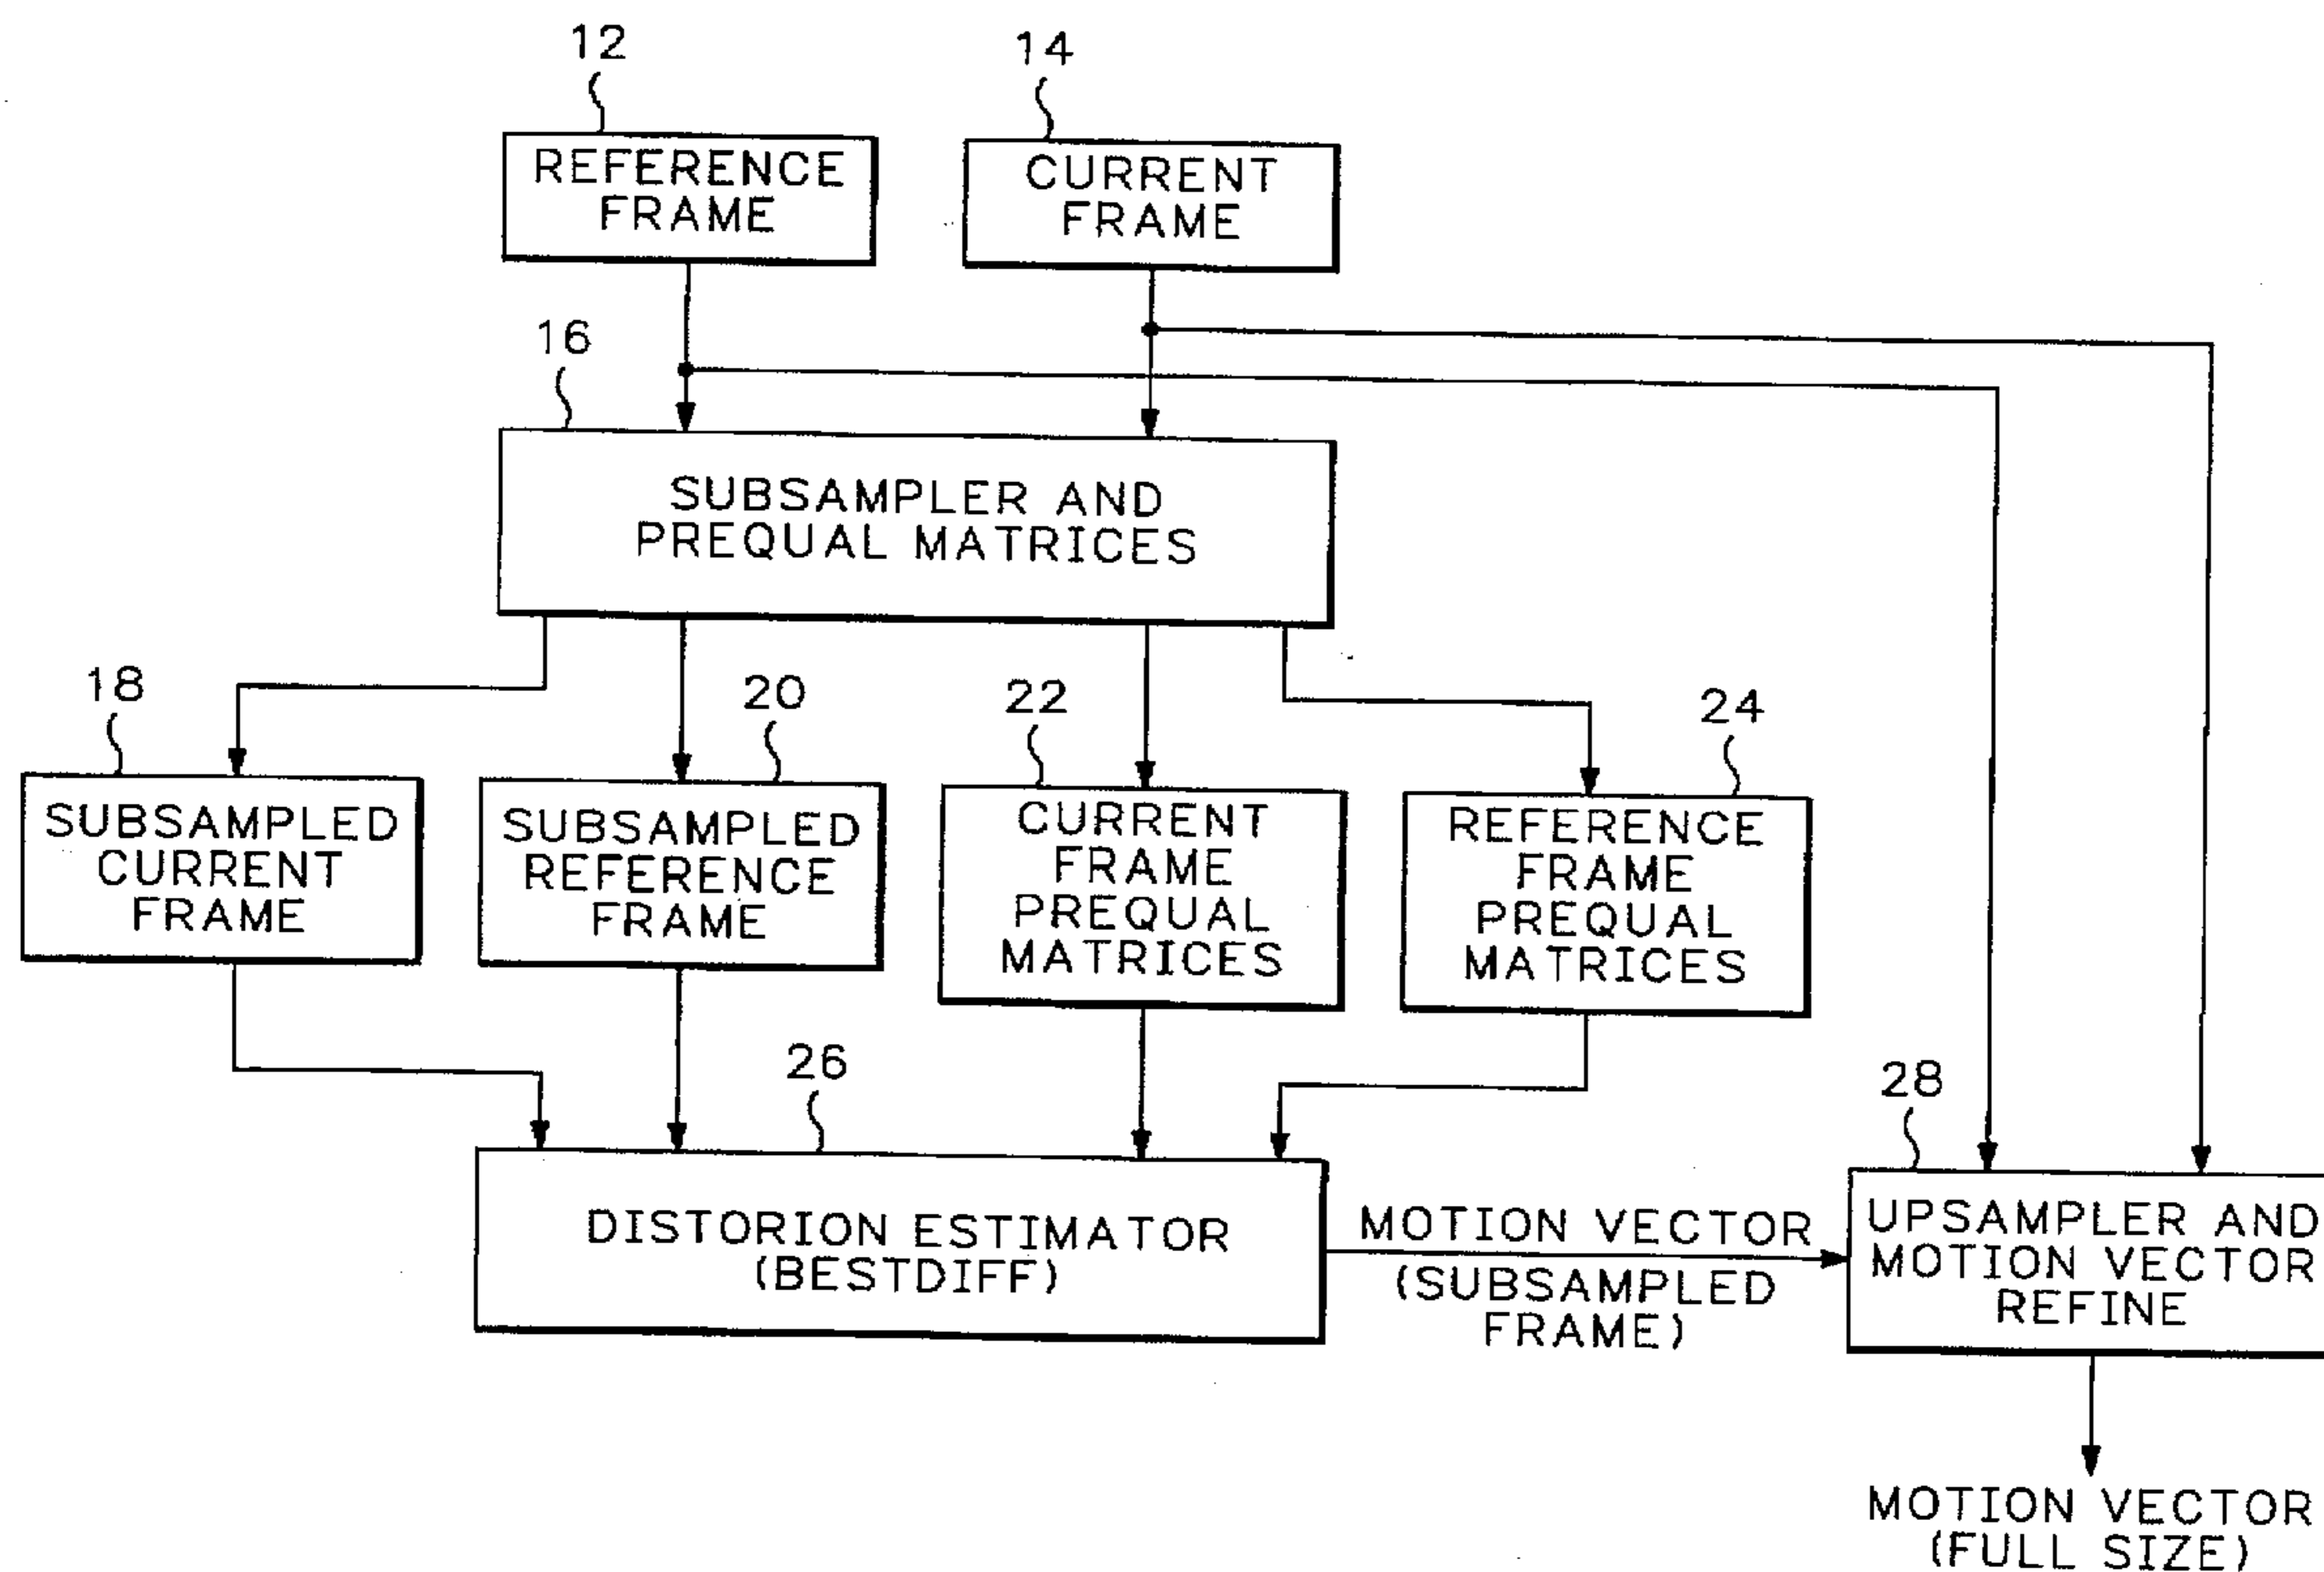 12
14
REFERENCE
FRAME
CURRENT
FRAME
16
SUBSAMPLER AND
PREQUAL MATRICES
18
20
22
24
SUBSAMPLED
CURRENT
FRAME
SUBSAMPLED
REFERENCE
FRAME
CURRENT
FRAME
PREQUAL
MATRICES
REFERENCE
FRAME
PREQUAL
MATRICES
26
28
DISTORION ESTIMATOR
(BESTDIFF)
MOTION VECTOR
(SUBSAMPLED
FRAME)
UPSAMPLER AND
MOTION VECTOR
REFINE
MOTION VECTOR
(FULL SIZE)